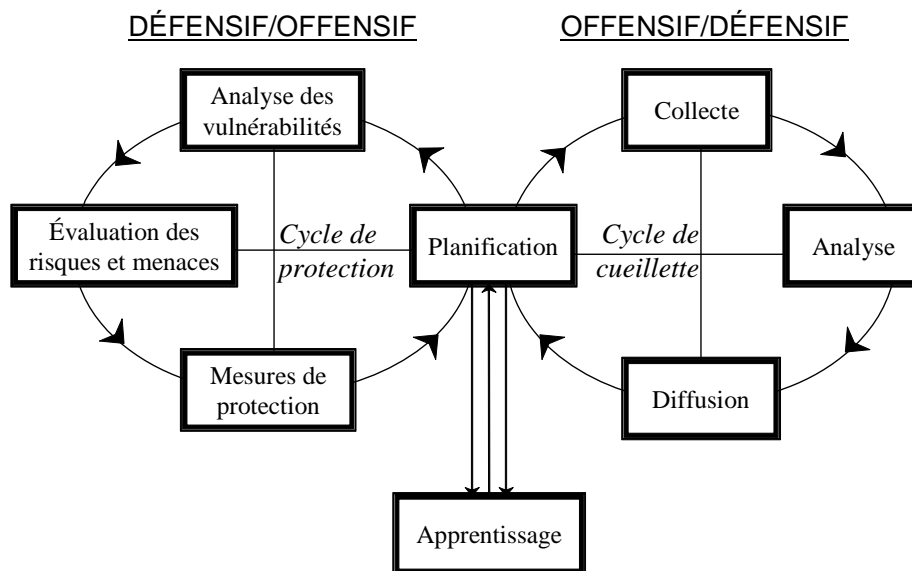 DÉFENSIF/OFFENSIF
OFFENSIF/DÉFENSIF
Analyse des
vulnérabilités
Collecte
Évaluation des
risques et menaces
Cycle de
protection
Planification
Cycle de
cueillette
Analyse
Mesures de
protection
Diffusion
Apprentissage